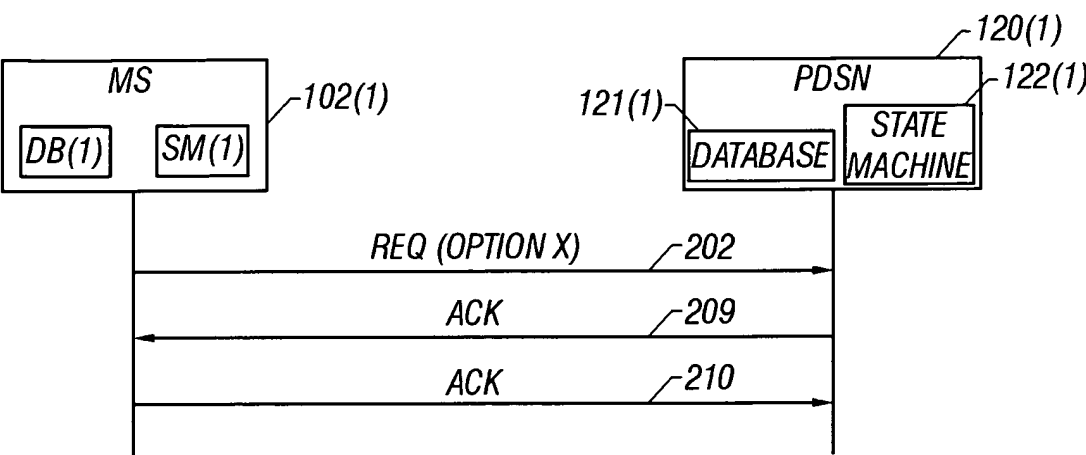 120(1)
MS
PDSN
102(1)
121(1)
122(1)
DB(1)
SM(1)
DATABASE
STATE
MACHINE
REQ (OPTION X)
202
ACK
209
ACK
210